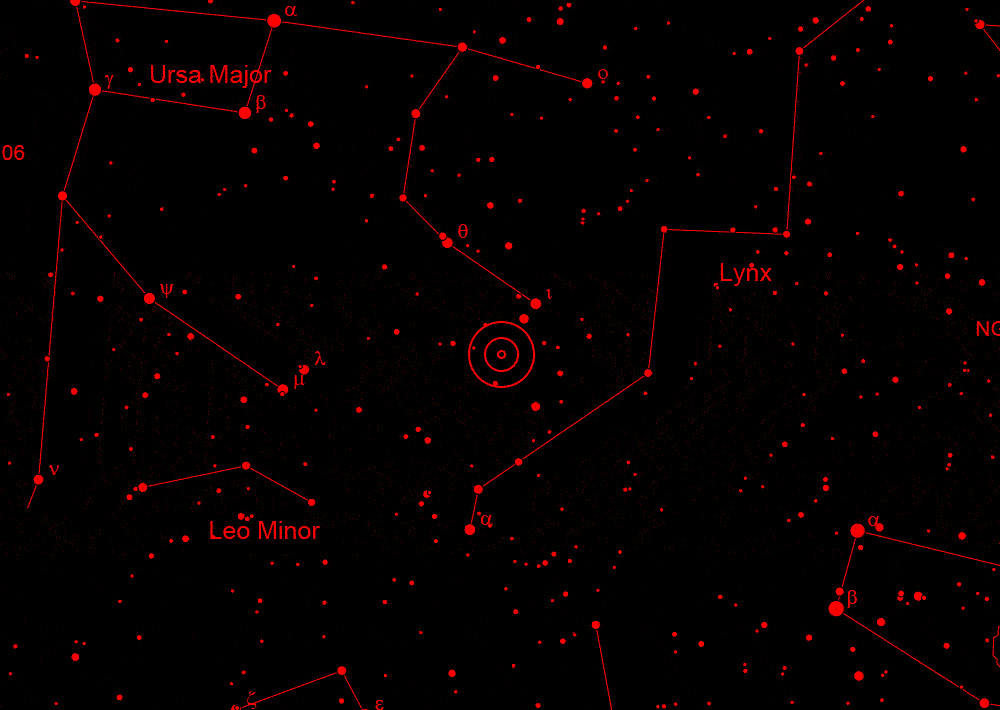 α
ο
γ
Ursa Major
β
06
θ
ψ
ι
Lynx
NG
λ
μ
ν
α
α
Leo Minor
β
ζ
ε